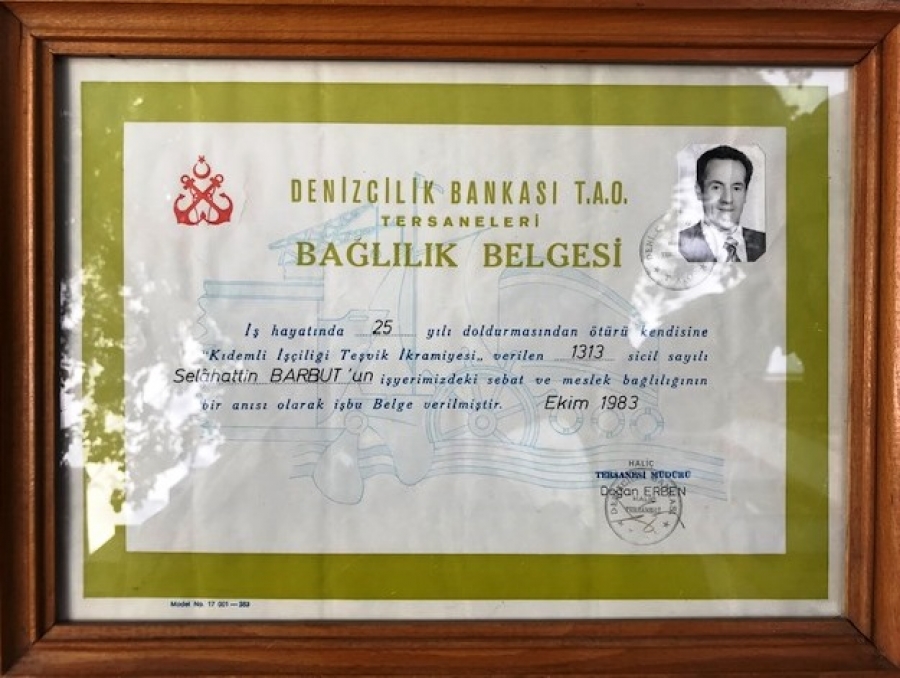 DENİZCİLİK BANKASI T.A.O.
TERSANELERİ
BAĞLILIK BELGESİ
İş hayatında 25 yılı doldurmasından ötürü kendisine
"Kıdemli İşçiliği Teşvik İkramiyesi„ verilen 1313 sicil sayılı
Selâhattin BARBUT'un işyerimizdeki sebat ve meslek bağlılığının
bir anısı olarak işbu Belge verilmiştir. Ekim 1983
HALİÇ
TERSANESİ MÜDÜRÜ
Doğan ERBEN
Model No. 17 001—383